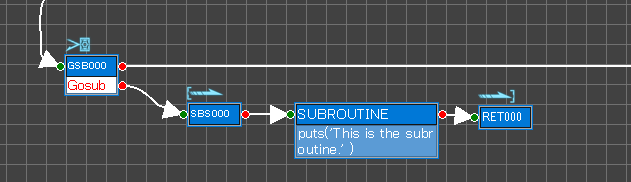 GSB000
Gosub
SBS000
SUBROUTINE
puts('This is the subr
outine.' )
RET000